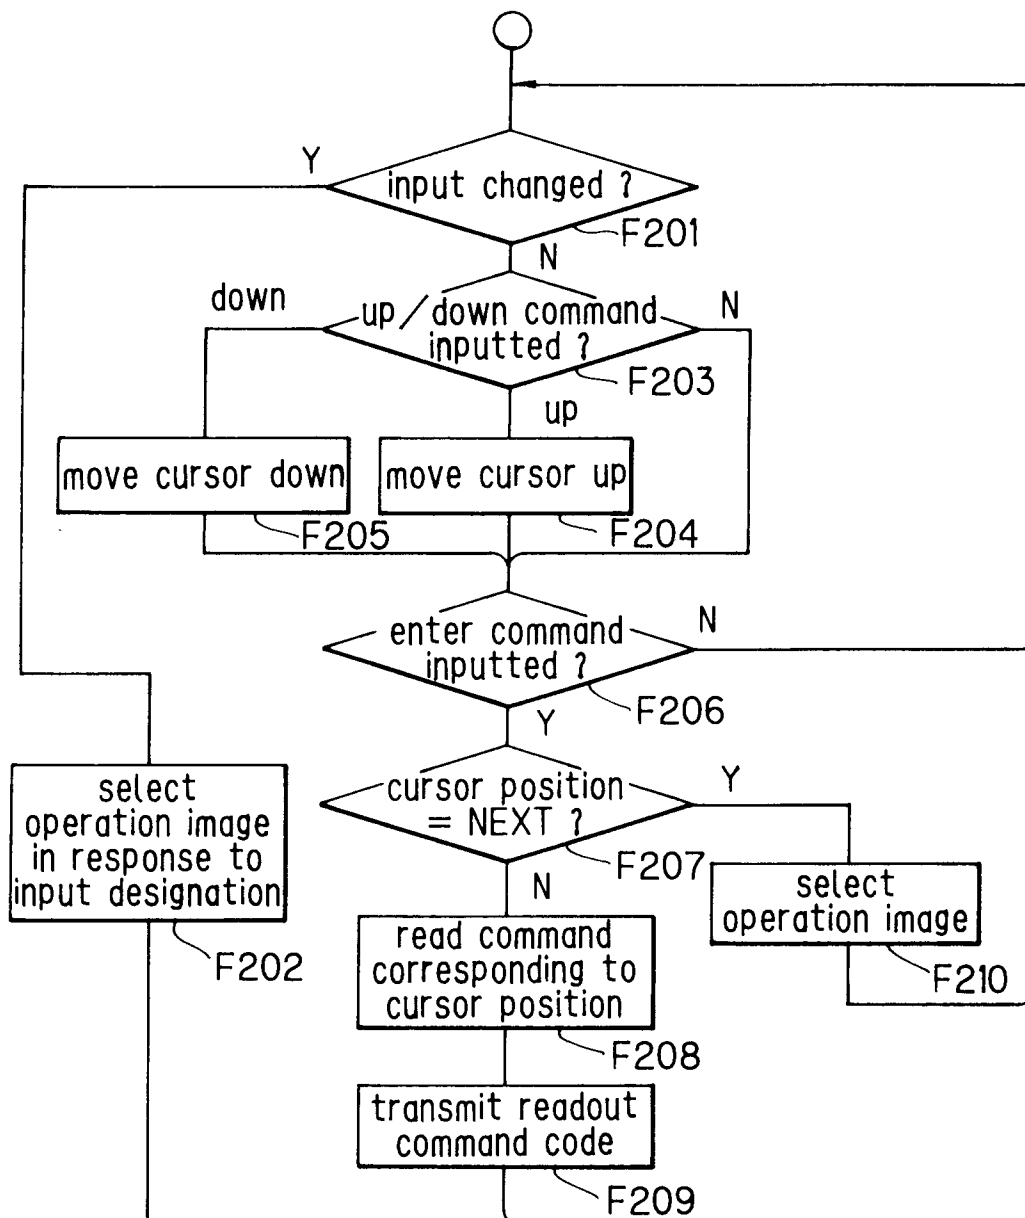 Y
input changed ?
F201
N
down
up/down command
inputted ?
N
F203
up
move cursor down
move cursor up
F205
F204
enter command
inputted ?
N
F206
Y
select
operation image
in response to
input designation
F202
cursor position
= NEXT ?
Y
F207
N
select
operation image
F210
read command
corresponding to
cursor position
F208
transmit readout
command code
F209